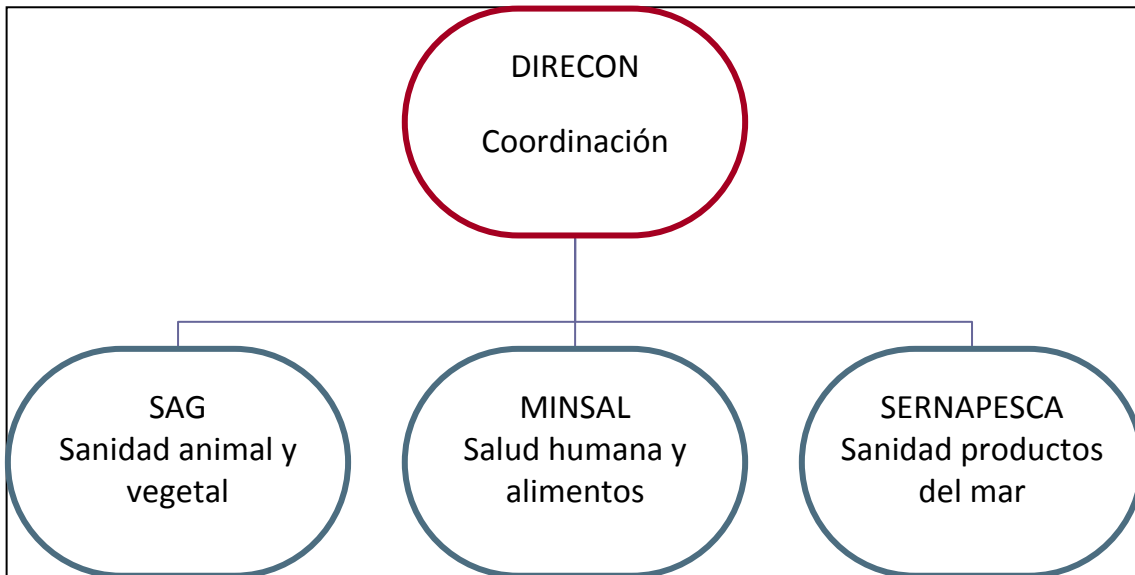 DIRECON
Coordinación
SAG
Sanidad animal y
vegetal
MINSAL
Salud humana y
alimentos
SERNAPESCA
Sanidad productos
del mar